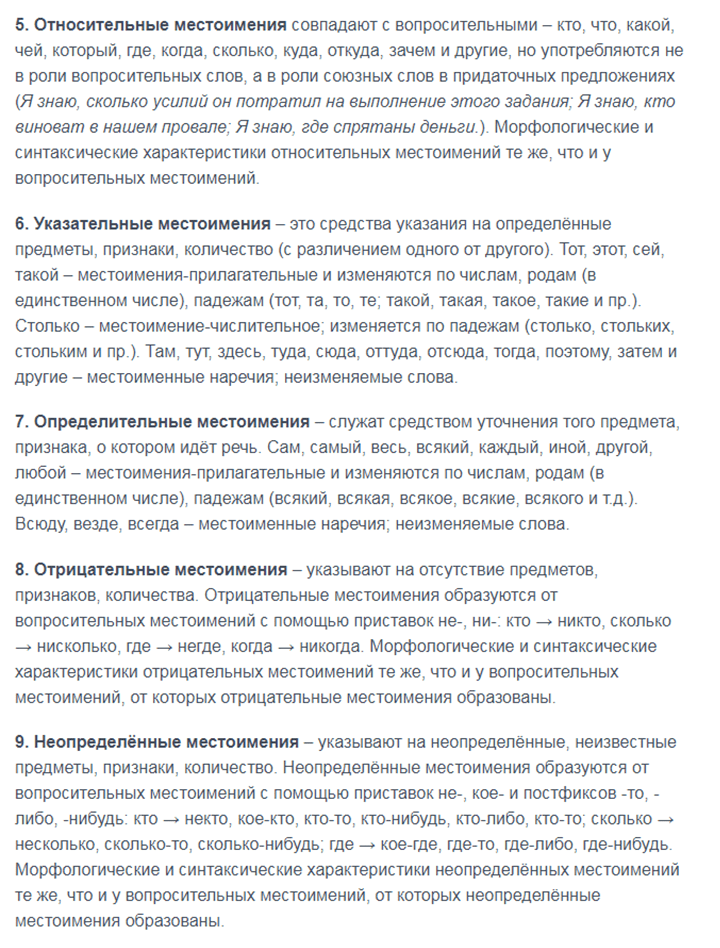 5. Относительные местоимения совпадают с вопросительными – кто, что, какой,
чей, который, где, когда, сколько, куда, откуда, зачем и другие, но употребляются не
в роли вопросительных слов, а в роли союзных слов в придаточных предложениях
(Я знаю, сколько усилий он потратил на выполнение этого задания; Я знаю, кто
виноват в нашем провале; Я знаю, где спрятаны деньги.). Морфологические и
синтаксические характеристики относительных местоимений те же, что и у
вопросительных местоимений.
6. Указательные местоимения – это средства указания на определённые
предметы, признаки, количество (с различением одного от другого). Тот, этот, сей,
такой – местоимения-прилагательные и изменяются по числам, родам (в
единственном числе), падежам (тот, та, то, те; такой, такая, такое, такие и пр.).
Столько – местоимение-числительное; изменяется по падежам (столько, стольких,
стольким и пр.). Там, тут, здесь, туда, сюда, оттуда, отсюда, тогда, поэтому, затем и
другие – местоименные наречия; неизменяемые слова.
7. Определительные местоимения – служат средством уточнения того предмета,
признака, о котором идёт речь. Сам, самый, весь, всякий, каждый, иной, другой,
любой – местоимения-прилагательные и изменяются по числам, родам (в
единственном числе), падежам (всякий, всякая, всякое, всякие, всякого и т.д.).
Всюду, везде, всегда – местоименные наречия; неизменяемые слова.
8. Отрицательные местоимения – указывают на отсутствие предметов,
признаков, количества. Отрицательные местоимения образуются от
вопросительных местоимений с помощью приставок не-, ни-: кто → никто, сколько
→ нисколько, где → негде, когда → никогда. Морфологические и синтаксические
характеристики отрицательных местоимений те же, что и у вопросительных
местоимений, от которых отрицательные местоимения образованы.
9. Неопределённые местоимения – указывают на неопределённые, неизвестные
предметы, признаки, количество. Неопределённые местоимения образуются от
вопросительных местоимений с помощью приставок не-, кое- и постфиксов -то, -
либо, -нибудь: кто → некто, кое-кто, кто-то, кто-нибудь, кто-либо, кто-то; сколько →
несколько, сколько-то, сколько-нибудь; где → кое-где, где-то, где-либо, где-нибудь.
Морфологические и синтаксические характеристики неопределённых местоимений
те же, что и у вопросительных местоимений, от которых неопределённые
местоимения образованы.